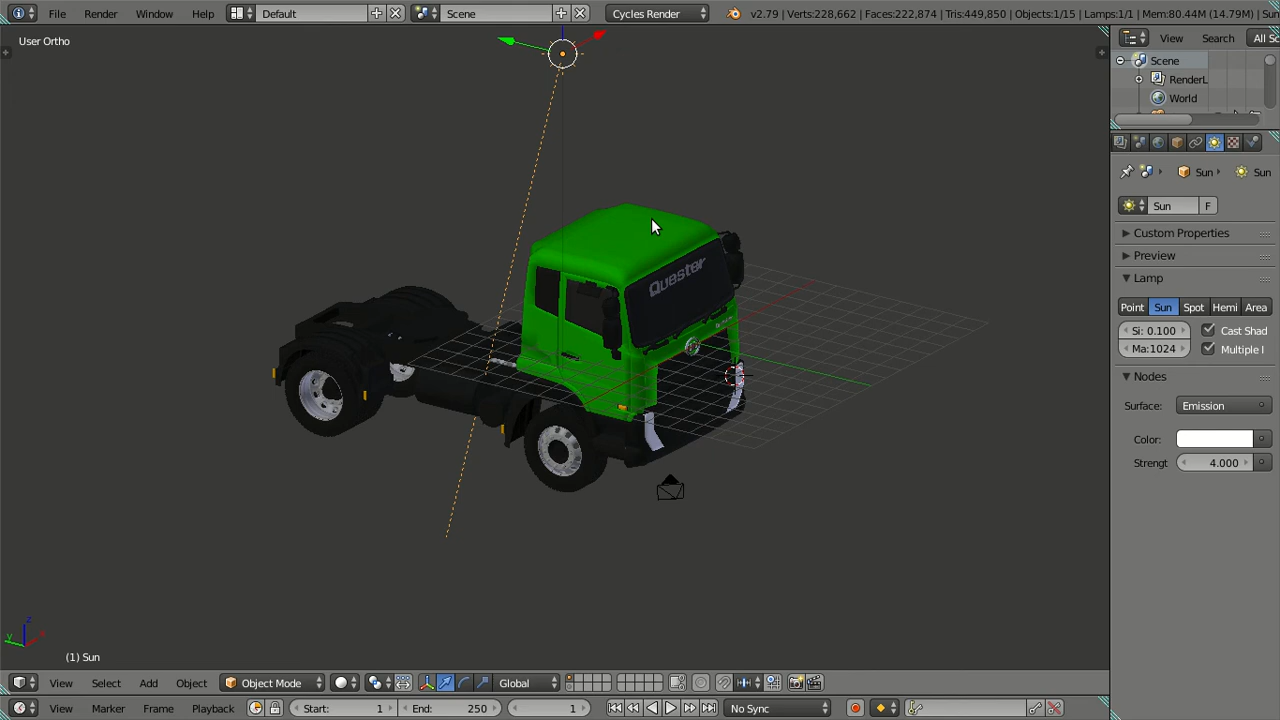 File Render Window Help Default Scene Cycles Render v2.79 | Verts:228,662 | Faces:222,874 | Tris:449,850 | Objects:1/15 | Lamps:1/1 | Mem:80.44M (14.79M) | Sun
User Ortho
View Search All Sc
Scene
RenderL
World
Sun Sun
Sun F
Custom Properties
Preview
Lamp
Point Sun Spot Hemi Area
Si: 0.100 Cast Shad
Ma:1024 Multiple I
Nodes
Surface: Emission
Color:
Strengt 4.000
Quester
z
y x
(1) Sun
View Select Add Object Object Mode Global
View Marker Frame Playback Start: 1 End: 250 1 No Sync